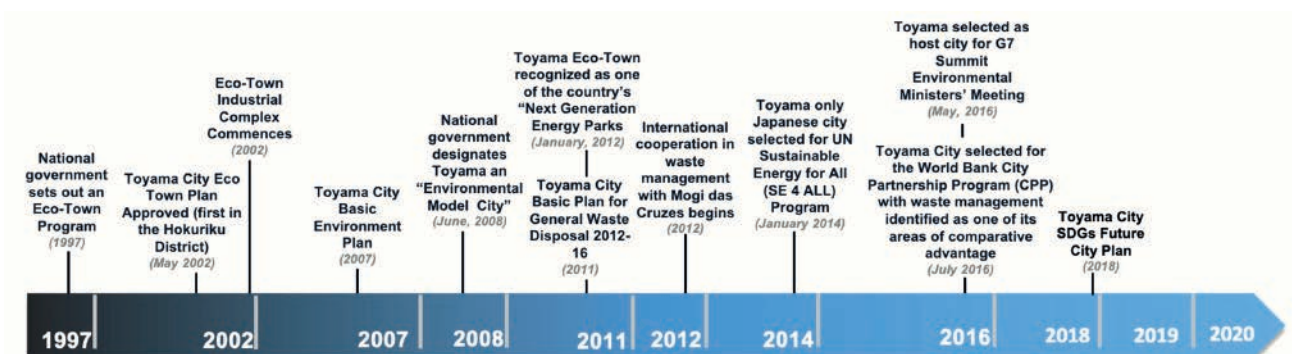 National
government
sets out an
Eco-Town
Program
(1997)
Toyama City Eco
Town Plan
Approved (first in
the Hokuriku
District)
(May 2002)
Eco-Town
Industrial
Complex
Commences
(2002)
Toyama City
Basic
Environment
Plan
(2007)
National
government
designates
Toyama an
“Environmental
Model City”
(June, 2008)
Toyama Eco-Town
recognized as one
of the country’s
“Next Generation
Energy Parks
(January, 2012)
Toyama City
Basic Plan for
General Waste
Disposal 2012-
16
(2011)
International
cooperation in
waste
management
with Mogi das
Cruzes begins
(2012)
Toyama only
Japanese city
selected for UN
Sustainable
Energy for All
(SE 4 ALL)
Program
(January 2014)
Toyama selected as
host city for G7
Summit
Environmental
Ministers’ Meeting
(May, 2016)
Toyama City selected for
the World Bank City
Partnership Program (CPP)
with waste management
identified as one of its
areas of comparative
advantage
(July 2016)
Toyama City
SDGs Future
City Plan
(2018)
1997
2002
2007
2008
2011
2012
2014
2016
2018
2019
2020